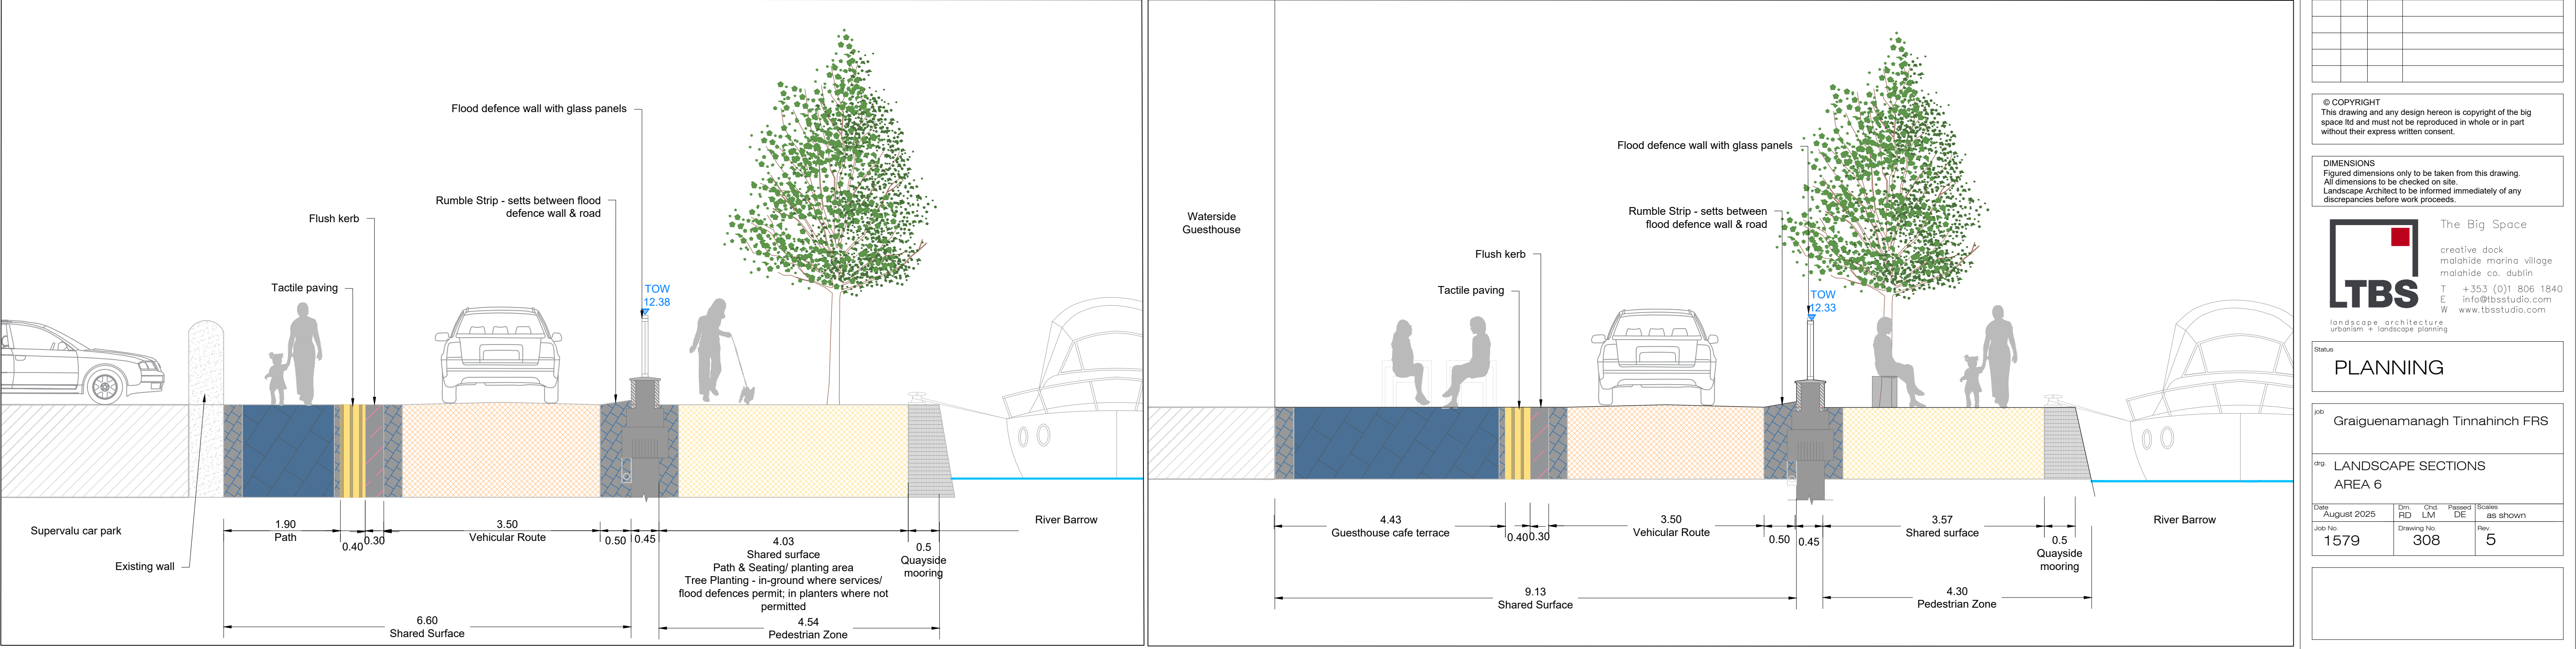 Flood defence wall with glass panels
Rumble Strip - setts between flood
defence wall & road
Flush kerb
Tactile paving
TOW
12.38
Supervalu car park
Existing wall
1.90
Path
0.40
0.30
3.50
Vehicular Route
0.50
0.45
4.03
Shared surface
Path & Seating/ planting area
Tree Planting - in-ground where services/
flood defences permit; in planters where not
permitted
0.5
Quayside
mooring
River Barrow
6.60
Shared Surface
4.54
Pedestrian Zone
Waterside
Guesthouse
Flood defence wall with glass panels
Rumble Strip - setts between
flood defence wall & road
Flush kerb
Tactile paving
TOW
12.33
4.43
Guesthouse cafe terrace
0.40
0.30
3.50
Vehicular Route
0.50
0.45
3.57
Shared surface
0.5
Quayside
mooring
River Barrow
9.13
Shared Surface
4.30
Pedestrian Zone
© COPYRIGHT
This drawing and any design hereon is copyright of the big
space ltd and must not be reproduced in whole or in part
without their express written consent.
DIMENSIONS
Figured dimensions only to be taken from this drawing.
All dimensions to be checked on site.
Landscape Architect to be informed immediately of any
discrepancies before work proceeds.
TBS
landscape architecture
urbanism + landscape planning
The Big Space
creative dock
malahide marina village
malahide co. dublin
T +353 (0)1 806 1840
E info@tbsstudio.com
W www.tbsstudio.com
Status
PLANNING
job
Graiguenamanagh Tinnahinch FRS
drg.
LANDSCAPE SECTIONS
AREA 6
Date
August 2025
Drn. Chd. Passed
RD LM DE
Scales
as shown
Job No.
1579
Drawing No.
308
Rev.
5